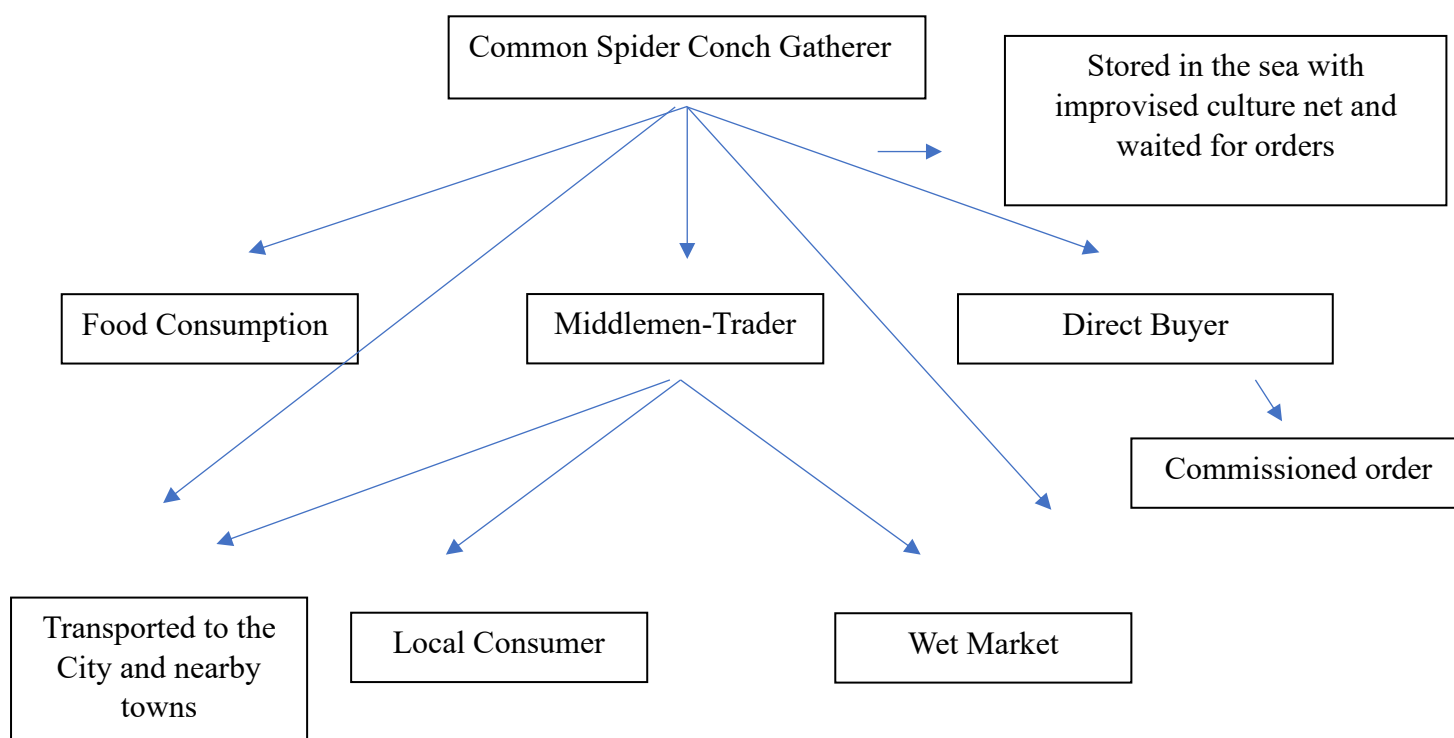 Common Spider Conch Gatherer
Stored in the sea with
improvised culture net and
waited for orders
Food Consumption
Middlemen-Trader
Direct Buyer
Commissioned order
Transported to the
City and nearby
towns
Local Consumer
Wet Market